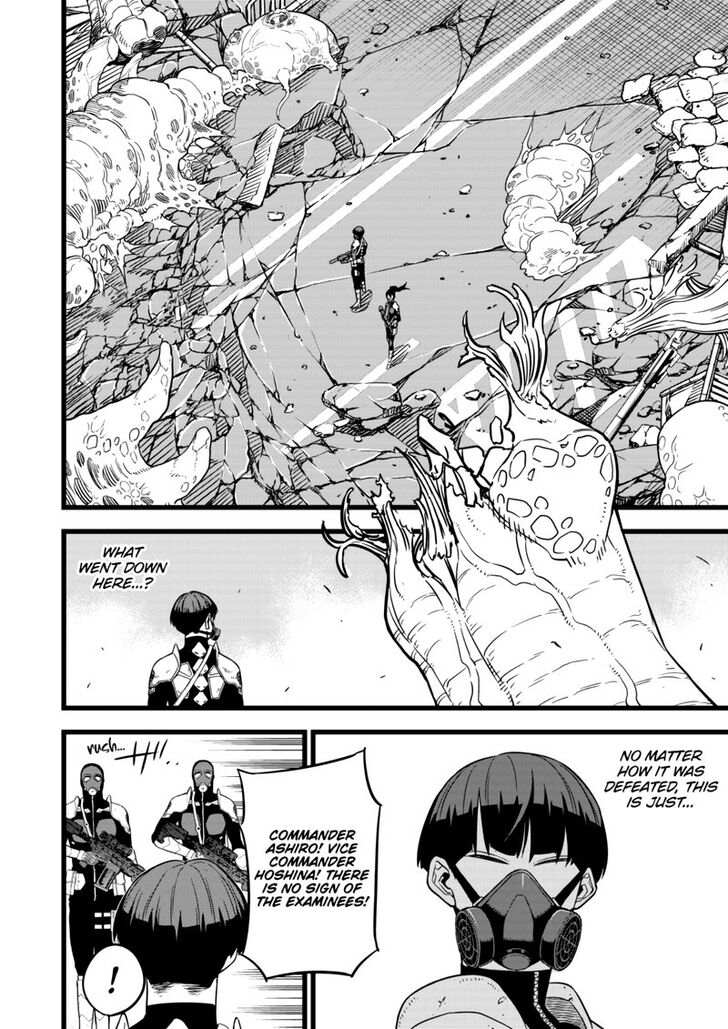 WHAT
WENT DOWN
HERE...?
NO MATTER
HOW IT WAS
DEFEATED, THIS
IS JUST...
rush...
COMMANDER
ASHIRO! VICE
COMMANDER
HOSHINA! THERE
IS NO SIGN OF
THE EXAMINEES!
!